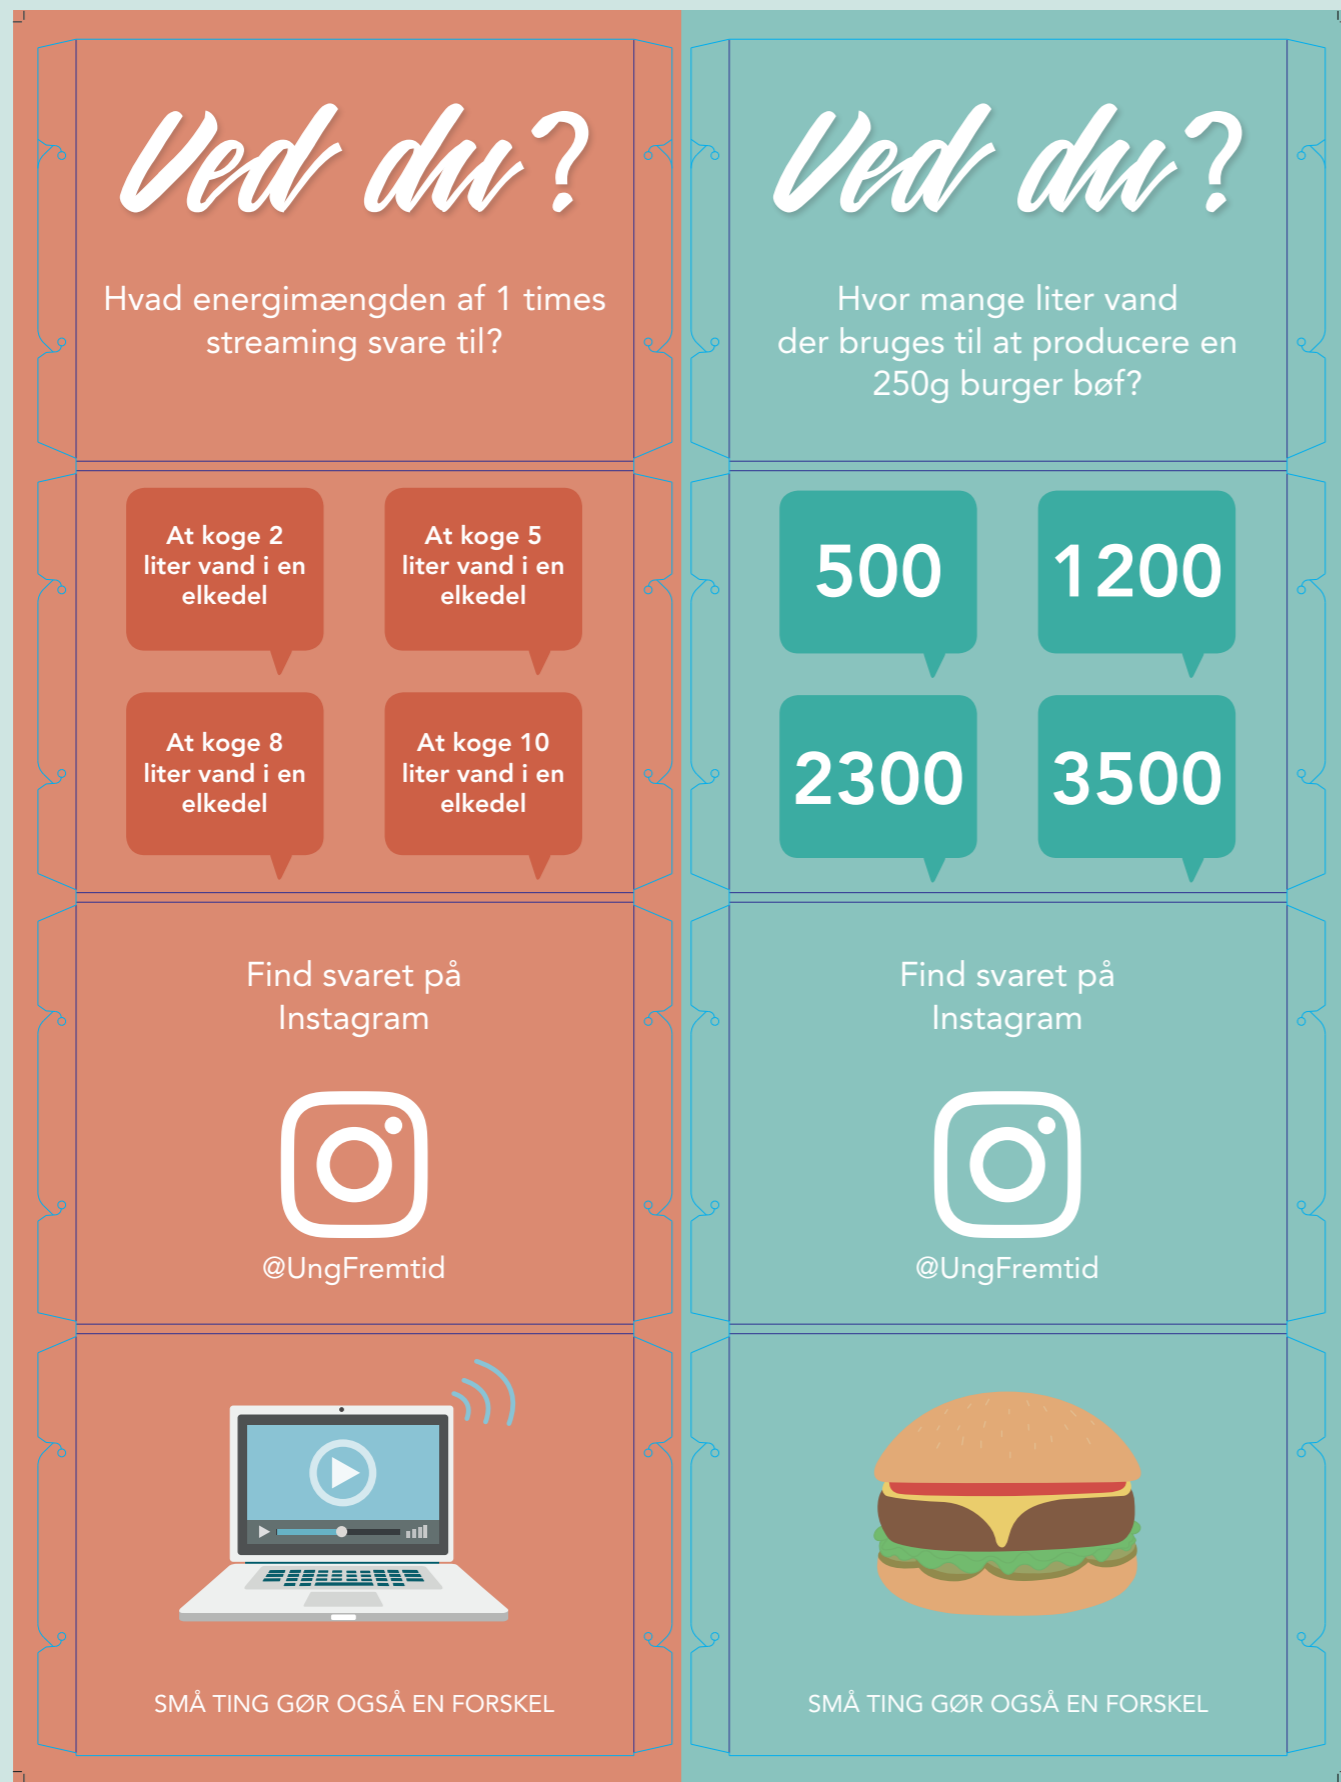 Ved du?
Hvad energimængden af 1 times
streaming svare til?
At koge 2
liter vand i en
elkedel
At koge 5
liter vand i en
elkedel
At koge 8
liter vand i en
elkedel
At koge 10
liter vand i en
elkedel
Find svaret på
Instagram
@UngFremtid
SMÅ TING GØR OGSÅ EN FORSKEL
Ved du?
Hvor mange liter vand
der bruges til at producere en
250g burger bøf?
500
1200
2300
3500
Find svaret på
Instagram
@UngFremtid
SMÅ TING GØR OGSÅ EN FORSKEL